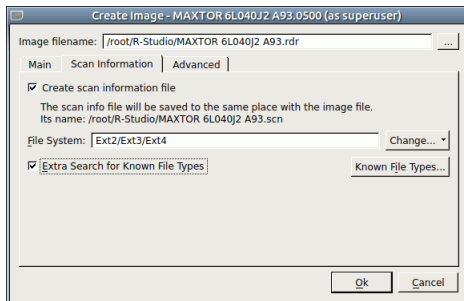 Create Image - MAXTOR 6L040J2 A93.0500 (as superuser)
Image filename: /root/R-Studio/MAXTOR 6L040J2 A93.rdr ...
Main Scan Information Advanced
Create scan information file
The scan info file will be saved to the same place with the image file.
Its name: /root/R-Studio/MAXTOR 6L040J2 A93.scn
File System: Ext2/Ext3/Ext4 Change...
Extra Search for Known File Types Known File Types...
Ok Cancel